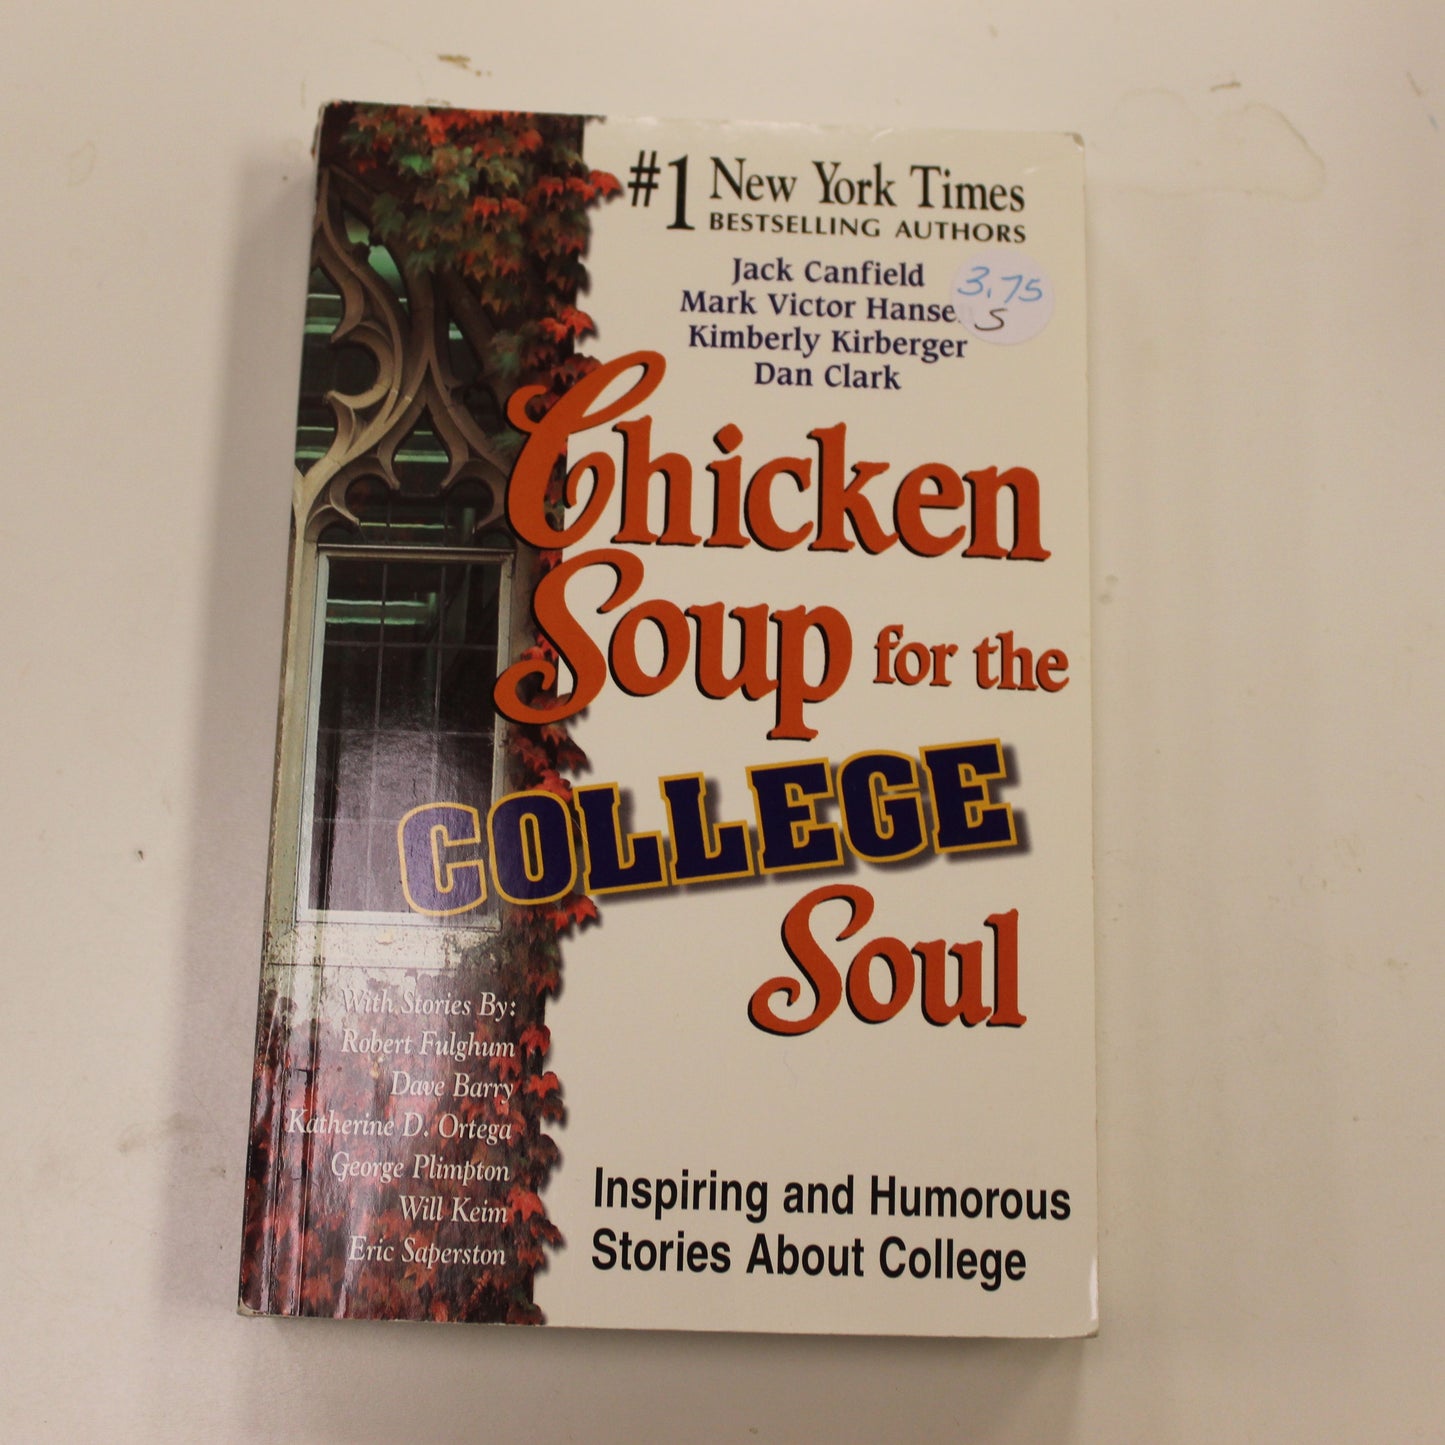 #1 New York Times
BESTSELLING AUTHORS
Jack Canfield
Mark Victor Hanse
3.75
S
Kimberly Kirberger
Dan Clark
Chicken
Soup for the
COLLEGE
Soul
With Stories By:
Robert Fulghum
Dave Barry
Katherine D. Ortega
George Plimpton
Will Keim
Eric Saperston
Inspiring and Humorous
Stories About College